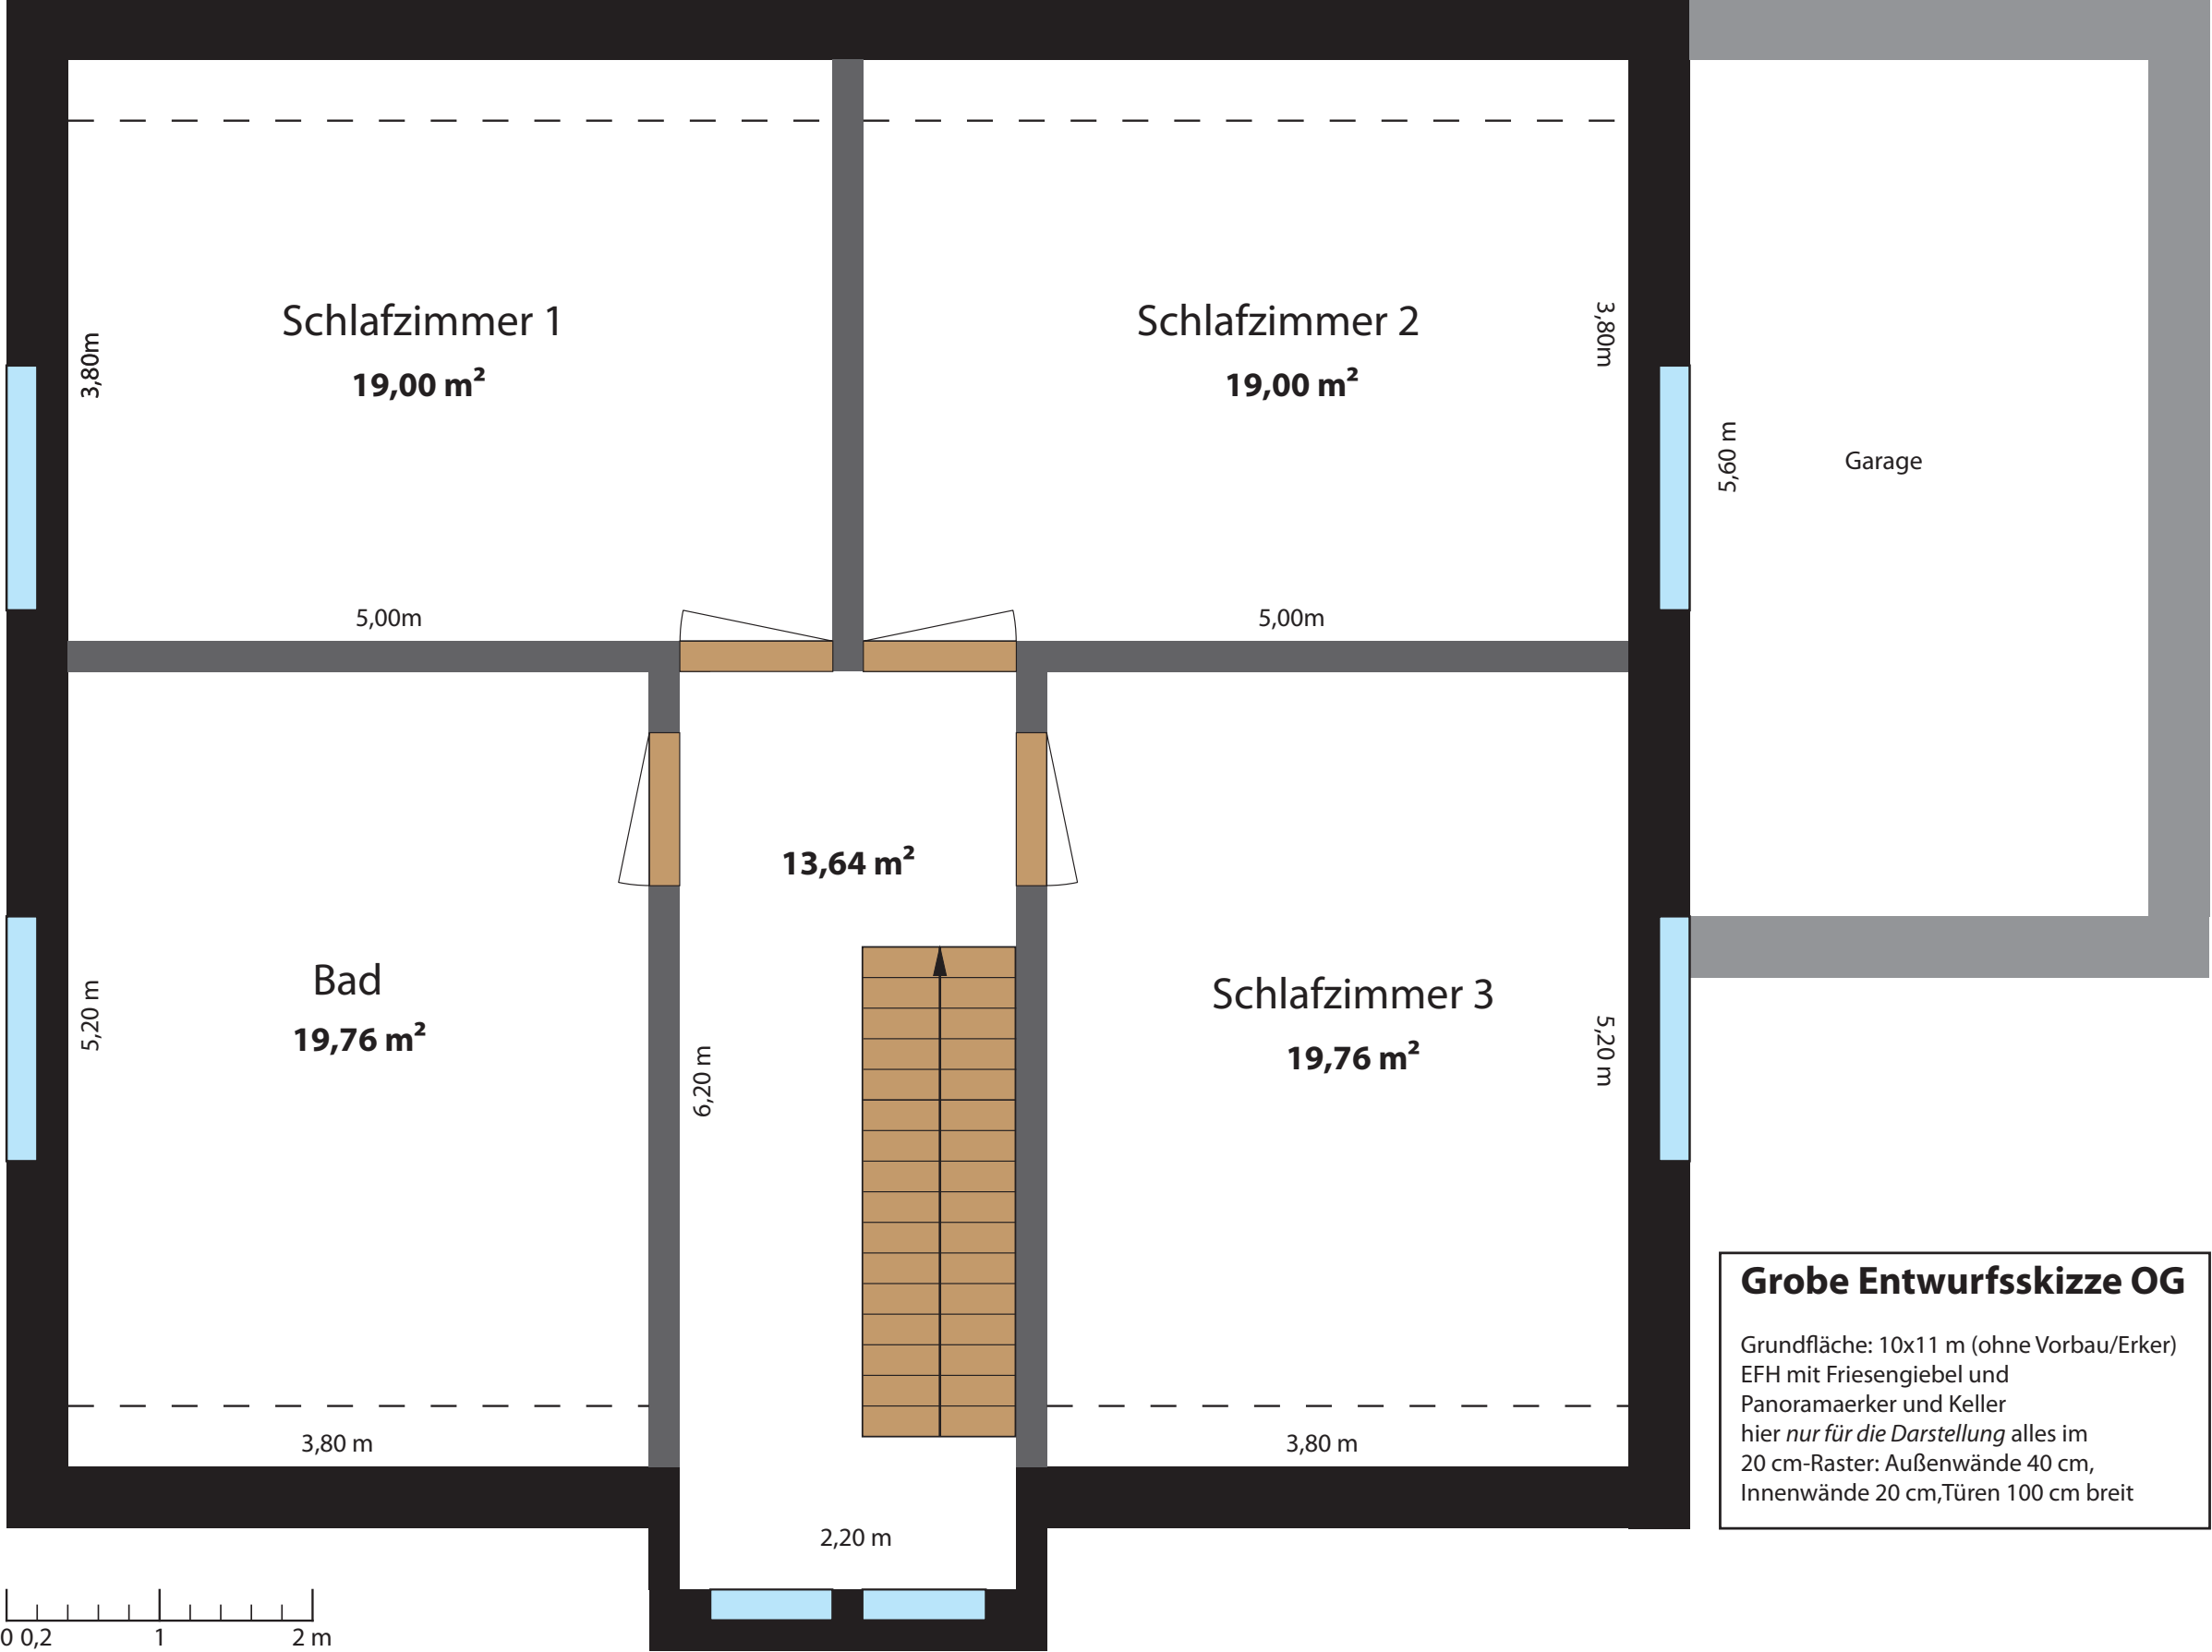 Schlafzimmer 1
19,00 m²
3,80m
5,00m
Schlafzimmer 2
19,00 m²
3,80m
5,00m
5,60 m
Garage
13,64 m²
Bad
19,76 m²
5,20 m
3,80 m
6,20 m
Schlafzimmer 3
19,76 m²
5,20 m
3,80 m
2,20 m
Grobe Entwurfsskizze OG
Grundfläche: 10x11 m (ohne Vorbau/Erker)
EFH mit Friesengiebel und
Panoramaerker und Keller
hier nur für die Darstellung alles im
20 cm-Raster: Außenwände 40 cm,
Innenwände 20 cm,Türen 100 cm breit
0 0,2 1 2 m